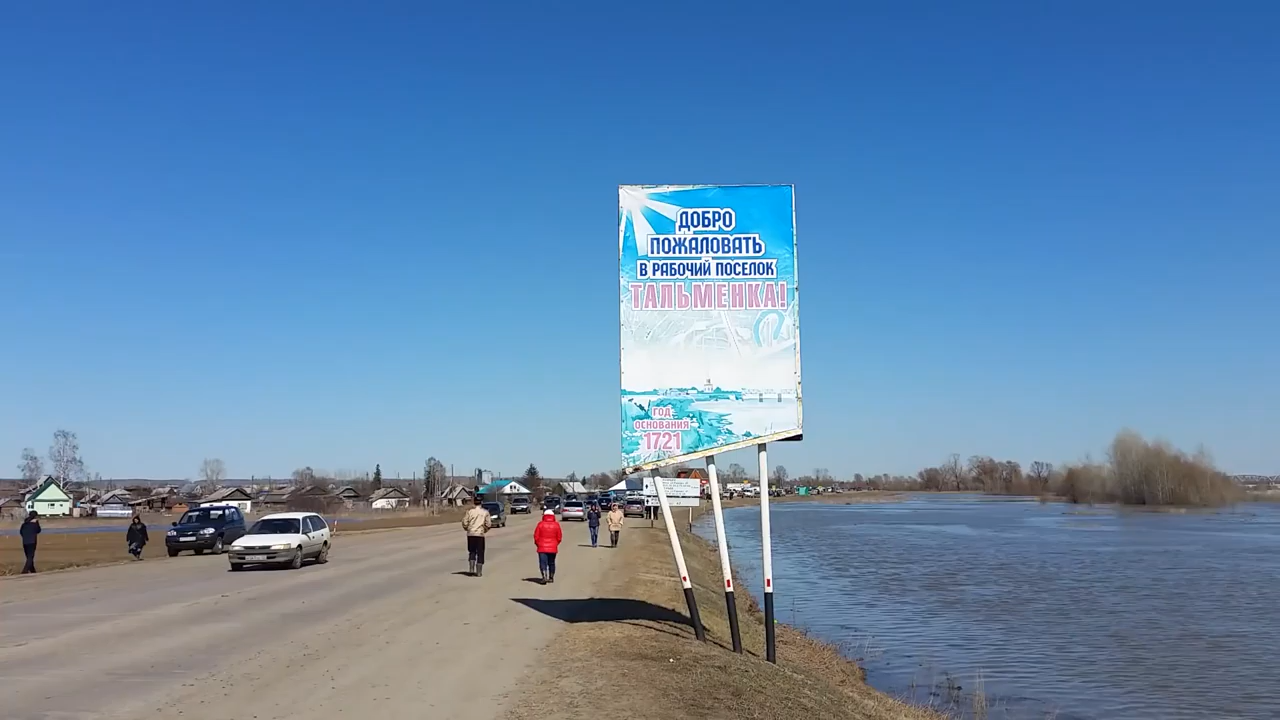 ДОБРО
ПОЖАЛОВАТЬ
В РАБОЧИЙ ПОСЕЛОК
ТАЛЬМЕНКА!
год
основания
1721